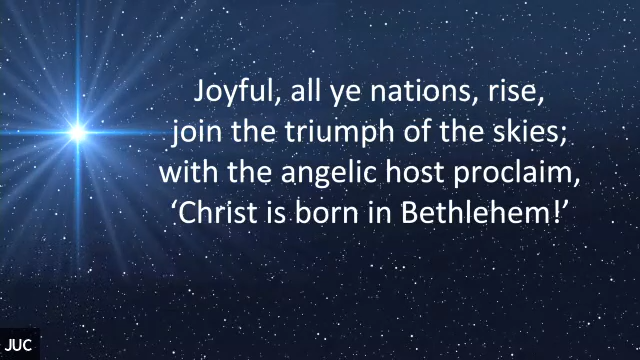 Joyful, all ye nations, rise,
join the triumph of the skies;
with the angelic host proclaim,
‘Christ is born in Bethlehem!’
JUC